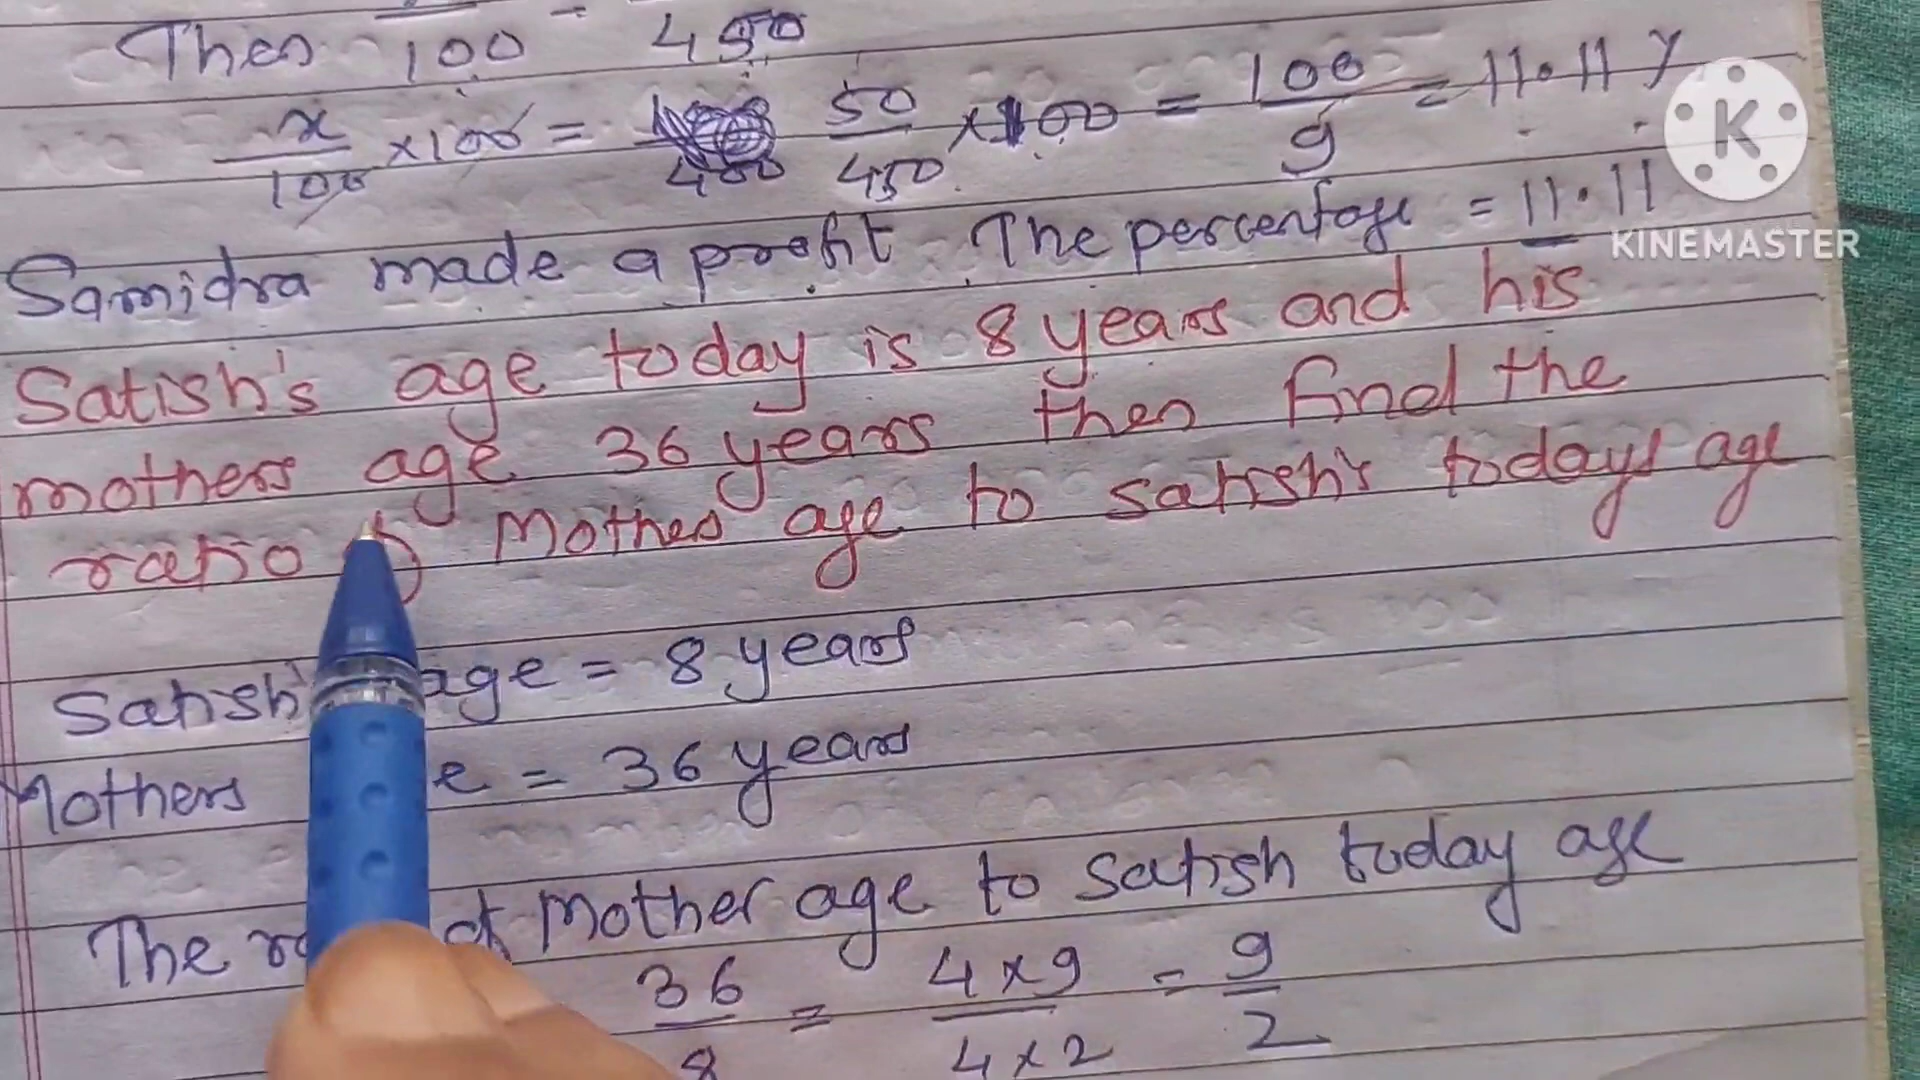 Then 100 - 450
x/100 ×100 = 400 50/450 ×100 = 100/9 = 11.11 %
Samidra made a profit. The percentage = 11.11
KINEMASTER
Satish's age today is 8 years and his
mothers age 36 years then find the
ratio of Mother age to satish's todays age
Satish' age = 8 years
Mothers e = 36 years
The ra of Mother age to Satish today age
36/8 = 4×9/4×2 = 9/2